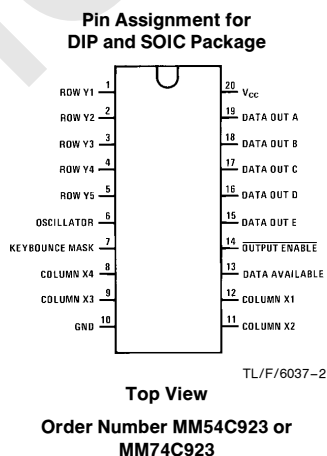 Pin Assignment for
DIP and SOIC Package
ROW Y1 1
ROW Y2 2
ROW Y3 3
ROW Y4 4
ROW Y5 5
OSCILLATOR 6
KEYBOUNCE MASK 7
COLUMN X4 8
COLUMN X3 9
GND 10
20 VCC
19 DATA OUT A
18 DATA OUT B
17 DATA OUT C
16 DATA OUT D
15 DATA OUT E
14 OUTPUT ENABLE
13 DATA AVAILABLE
12 COLUMN X1
11 COLUMN X2
TL/F/6037–2
Top View
Order Number MM54C923 or
MM74C923